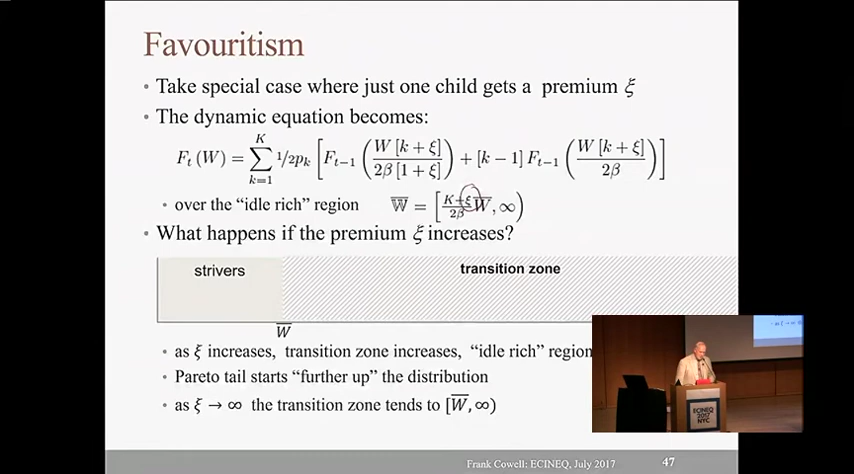 Favouritism
• Take special case where just one child gets a premium ξ
• The dynamic equation becomes:
F_t (W) = ∑_{k=1}^{K} 1/2 p_k [ F_{t−1} ( W [k + ξ] / 2β [1 + ξ] ) + [k − 1] F_{t−1} ( W [k + ξ] / 2β ) ]
• over the “idle rich” region 𝕎̅ = [ K+ξ / 2β W̅, ∞ )
• What happens if the premium ξ increases?
strivers transition zone
W̅
• as ξ increases, transition zone increases, “idle rich” region
• Pareto tail starts “further up” the distribution
• as ξ → ∞ the transition zone tends to [W̅, ∞)
ECINEQ
2017
NYC
Frank Cowell: ECINEQ, July 2017 47